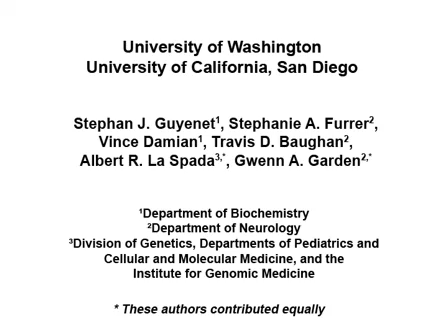 University of Washington
University of California, San Diego
Stephan J. Guyenet¹, Stephanie A. Furrer²,
Vince Damian¹, Travis D. Baughan²,
Albert R. La Spada³,*, Gwenn A. Garden²,*
¹Department of Biochemistry
²Department of Neurology
³Division of Genetics, Departments of Pediatrics and
Cellular and Molecular Medicine, and the
Institute for Genomic Medicine
* These authors contributed equally